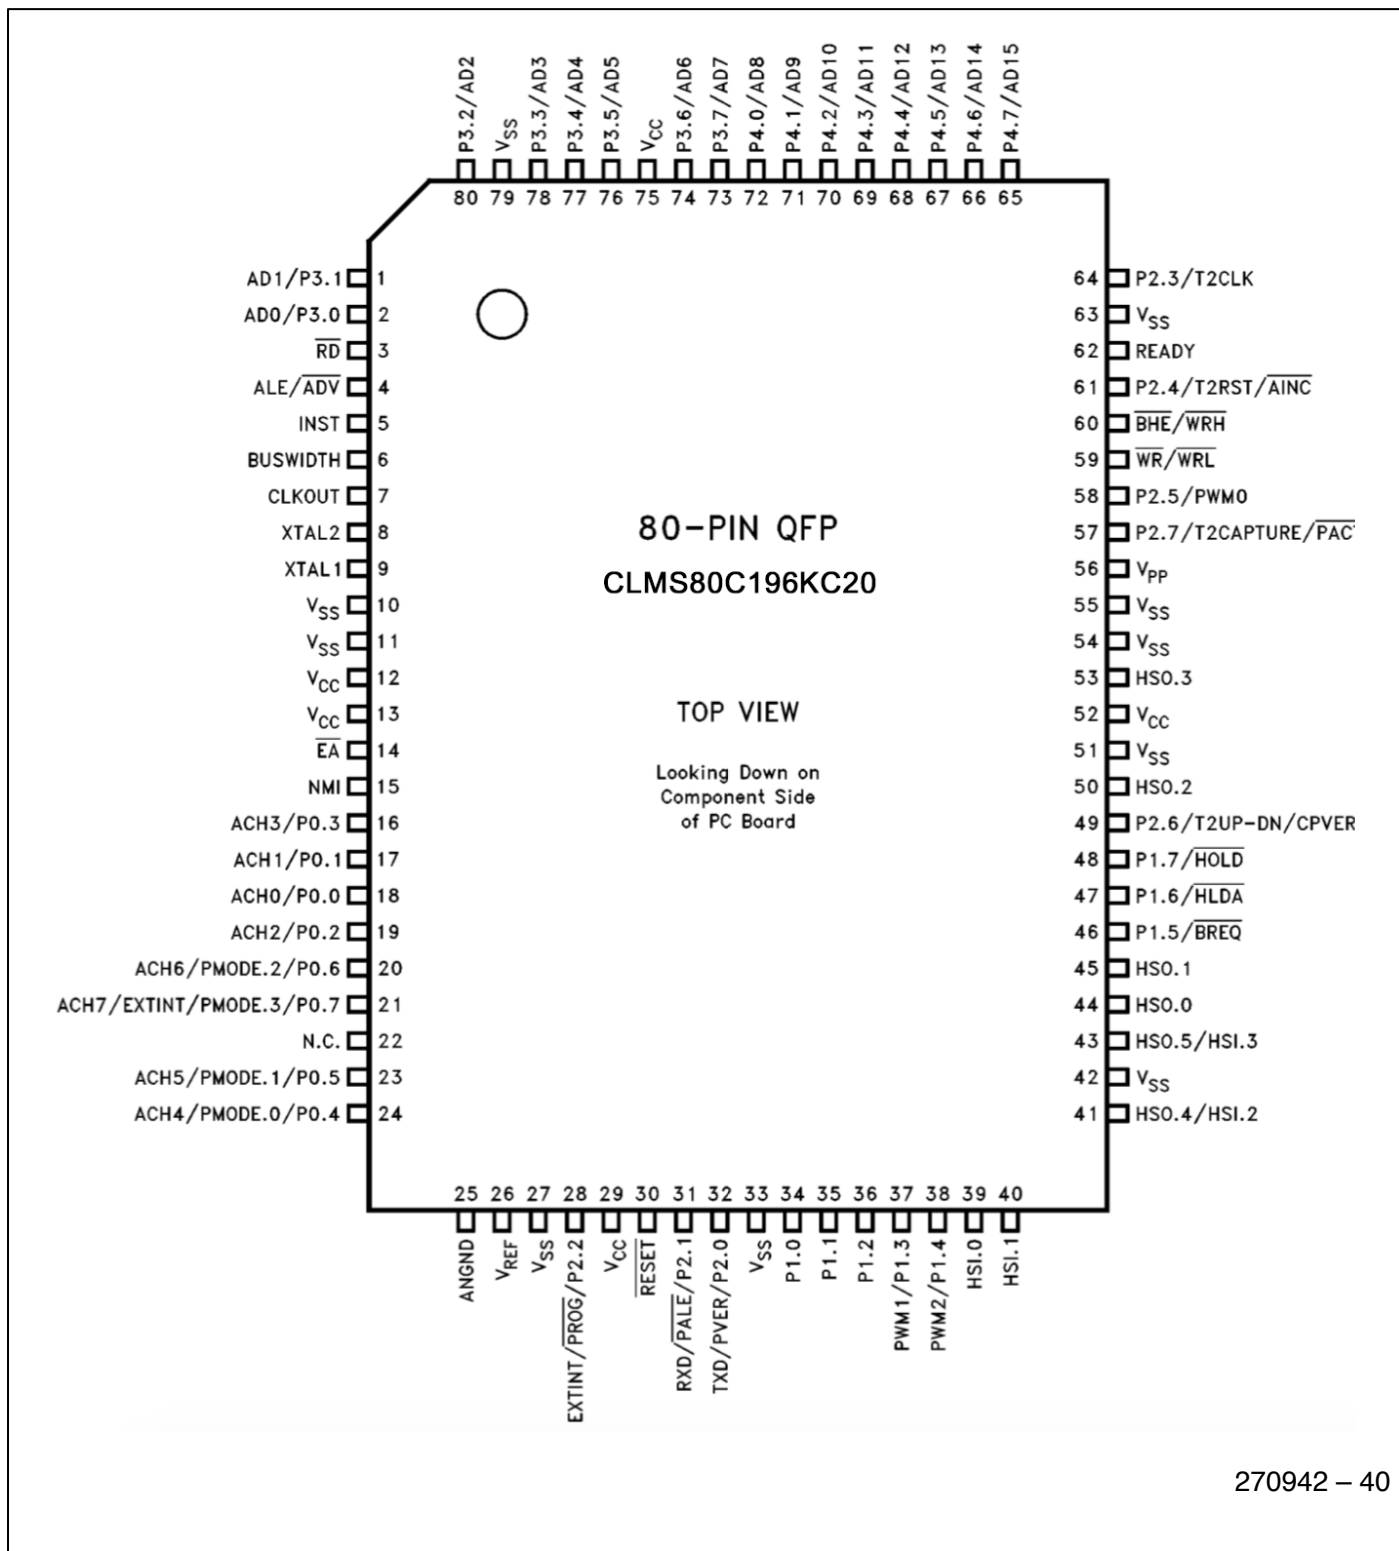 P3.2/AD2
VSS
P3.3/AD3
P3.4/AD4
P3.5/AD5
VCC
P3.6/AD6
P3.7/AD7
P4.0/AD8
P4.1/AD9
P4.2/AD10
P4.3/AD11
P4.4/AD12
P4.5/AD13
P4.6/AD14
P4.7/AD15
80 79 78 77 76 75 74 73 72 71 70 69 68 67 66 65
AD1/P3.1 1
AD0/P3.0 2
RD 3
ALE/ADV 4
INST 5
BUSWIDTH 6
CLKOUT 7
XTAL2 8
XTAL1 9
VSS 10
VSS 11
VCC 12
VCC 13
EA 14
NMI 15
ACH3/P0.3 16
ACH1/P0.1 17
ACH0/P0.0 18
ACH2/P0.2 19
ACH6/PMODE.2/P0.6 20
ACH7/EXTINT/PMODE.3/P0.7 21
N.C. 22
ACH5/PMODE.1/P0.5 23
ACH4/PMODE.0/P0.4 24
80-PIN QFP
CLMS80C196KC20
TOP VIEW
Looking Down on
Component Side
of PC Board
64 P2.3/T2CLK
63 VSS
62 READY
61 P2.4/T2RST/AINC
60 BHE/WRH
59 WR/WRL
58 P2.5/PWM0
57 P2.7/T2CAPTURE/PAC
56 VPP
55 VSS
54 VSS
53 HSO.3
52 VCC
51 VSS
50 HSO.2
49 P2.6/T2UP-DN/CPVER
48 P1.7/HOLD
47 P1.6/HLDA
46 P1.5/BREQ
45 HSO.1
44 HSO.0
43 HSO.5/HSI.3
42 VSS
41 HSO.4/HSI.2
25 26 27 28 29 30 31 32 33 34 35 36 37 38 39 40
ANGND
VREF
VSS
EXTINT/PROG/P2.2
VCC
RESET
RXD/PALE/P2.1
TXD/PVER/P2.0
VSS
P1.0
P1.1
P1.2
PWM1/P1.3
PWM2/P1.4
HSI.0
HSI.1
270942 – 40